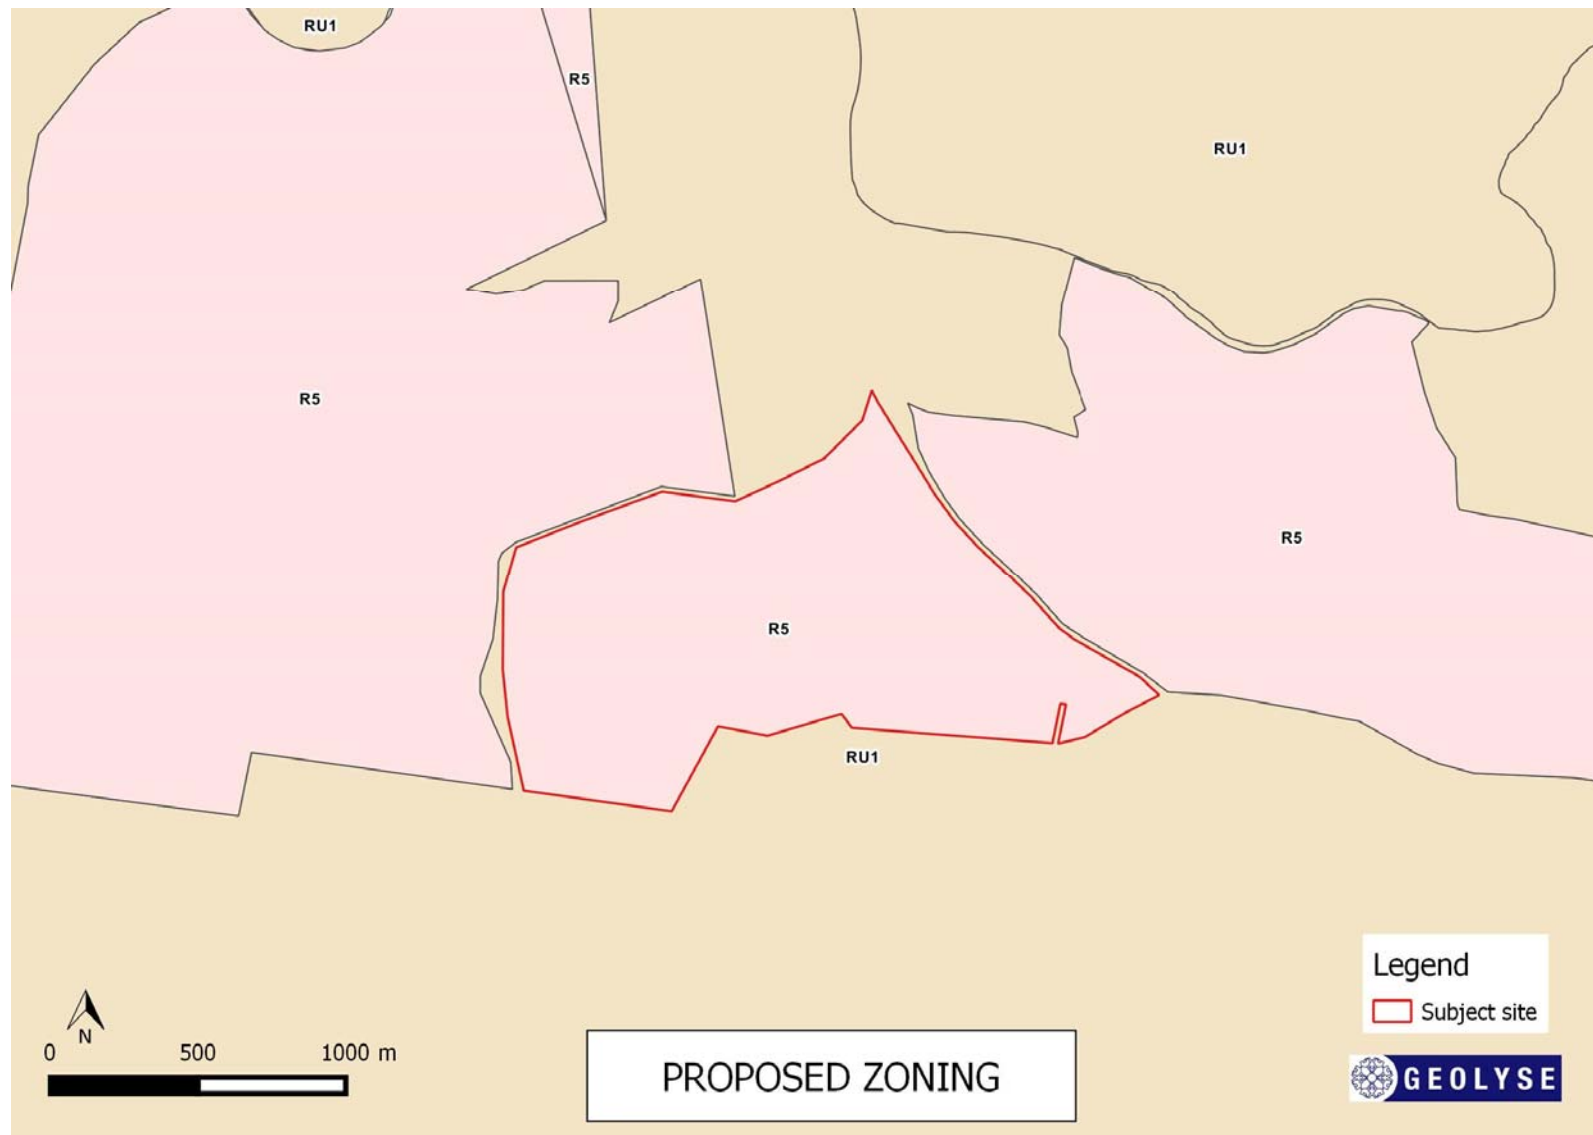 RU1
R5
RU1
R5
R5
R5
RU1
Legend
Subject site
N
0 500 1000 m
PROPOSED ZONING
GEOLYSE